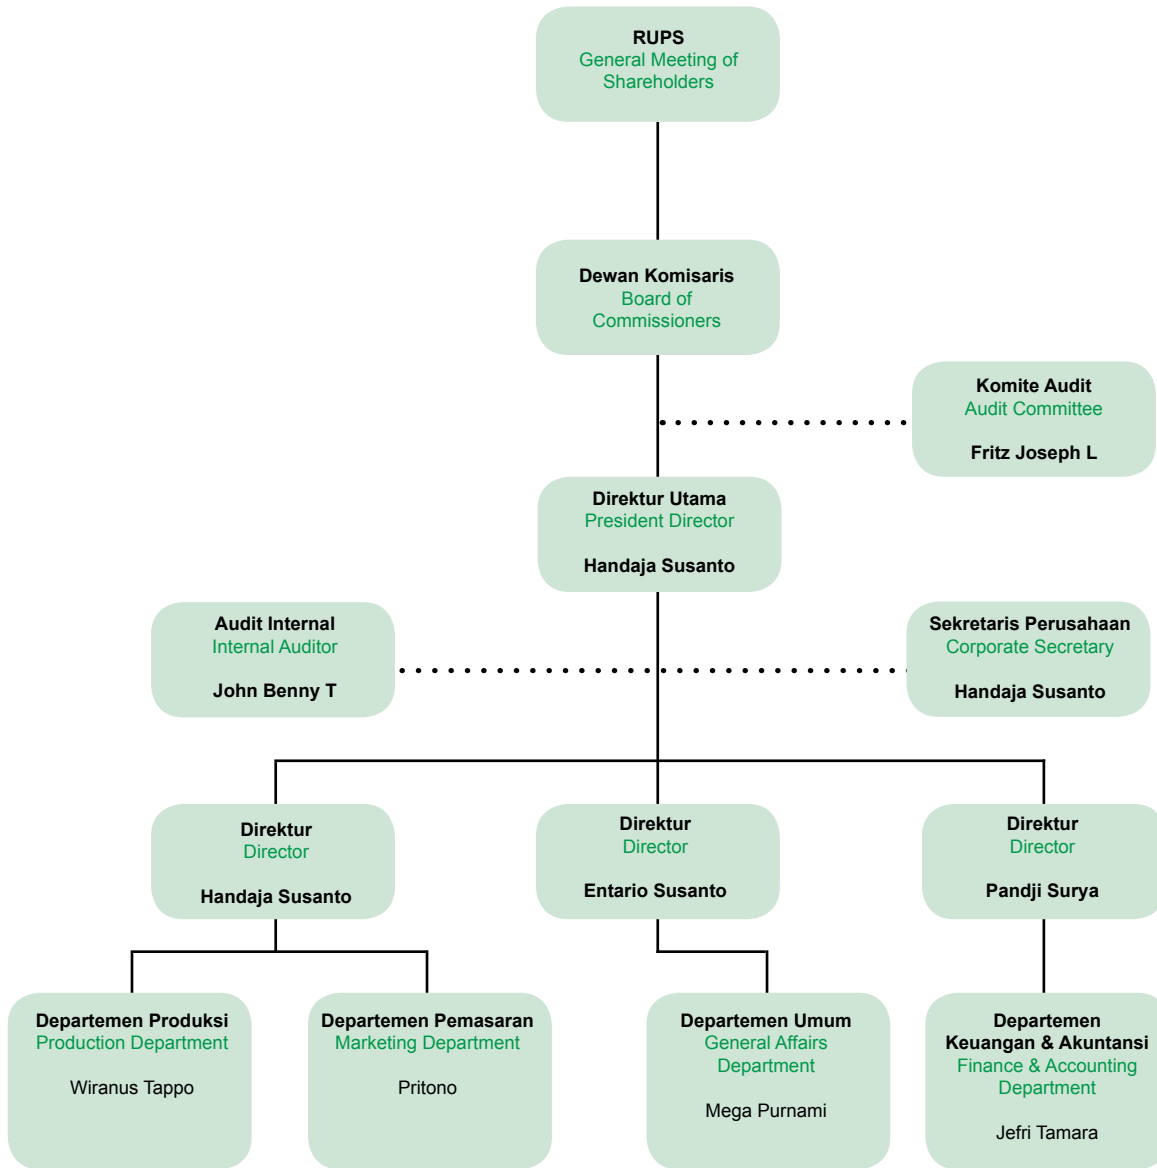 RUPS
General Meeting of
Shareholders
Dewan Komisaris
Board of
Commissioners
Komite Audit
Audit Committee
Fritz Joseph L
Direktur Utama
President Director
Handaja Susanto
Audit Internal
Internal Auditor
John Benny T
Sekretaris Perusahaan
Corporate Secretary
Handaja Susanto
Direktur
Director
Handaja Susanto
Direktur
Director
Entario Susanto
Direktur
Director
Pandji Surya
Departemen Produksi
Production Department
Wiranus Tappo
Departemen Pemasaran
Marketing Department
Pritono
Departemen Umum
General Affairs
Department
Mega Purnami
Departemen
Keuangan & Akuntansi
Finance & Accounting
Department
Jefri Tamara